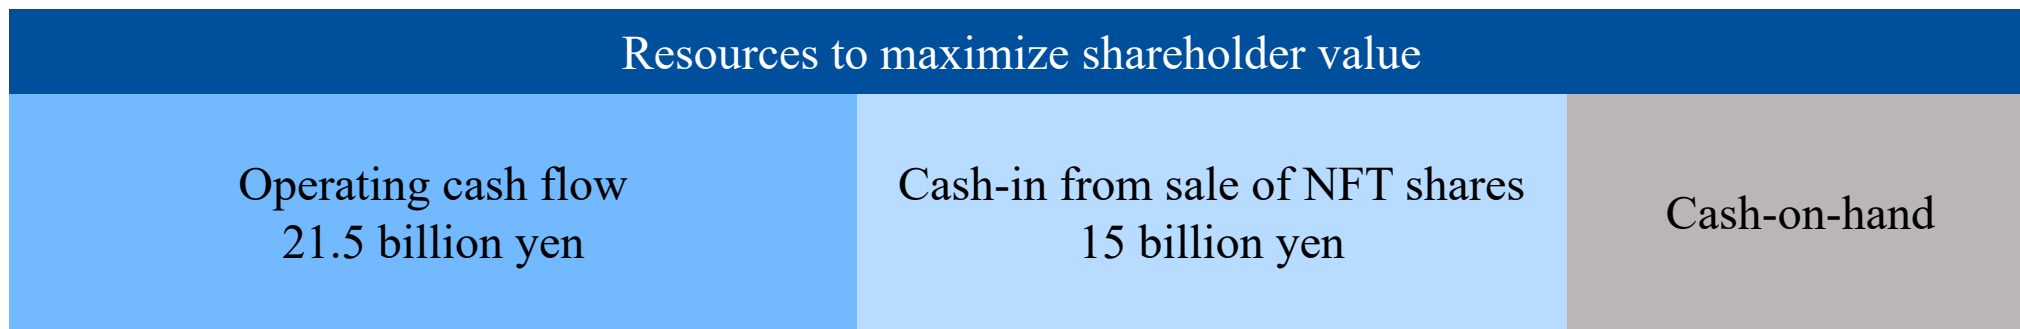 Resources to maximize shareholder value
Operating cash flow
21.5 billion yen
Cash-in from sale of NFT shares
15 billion yen
Cash-on-hand